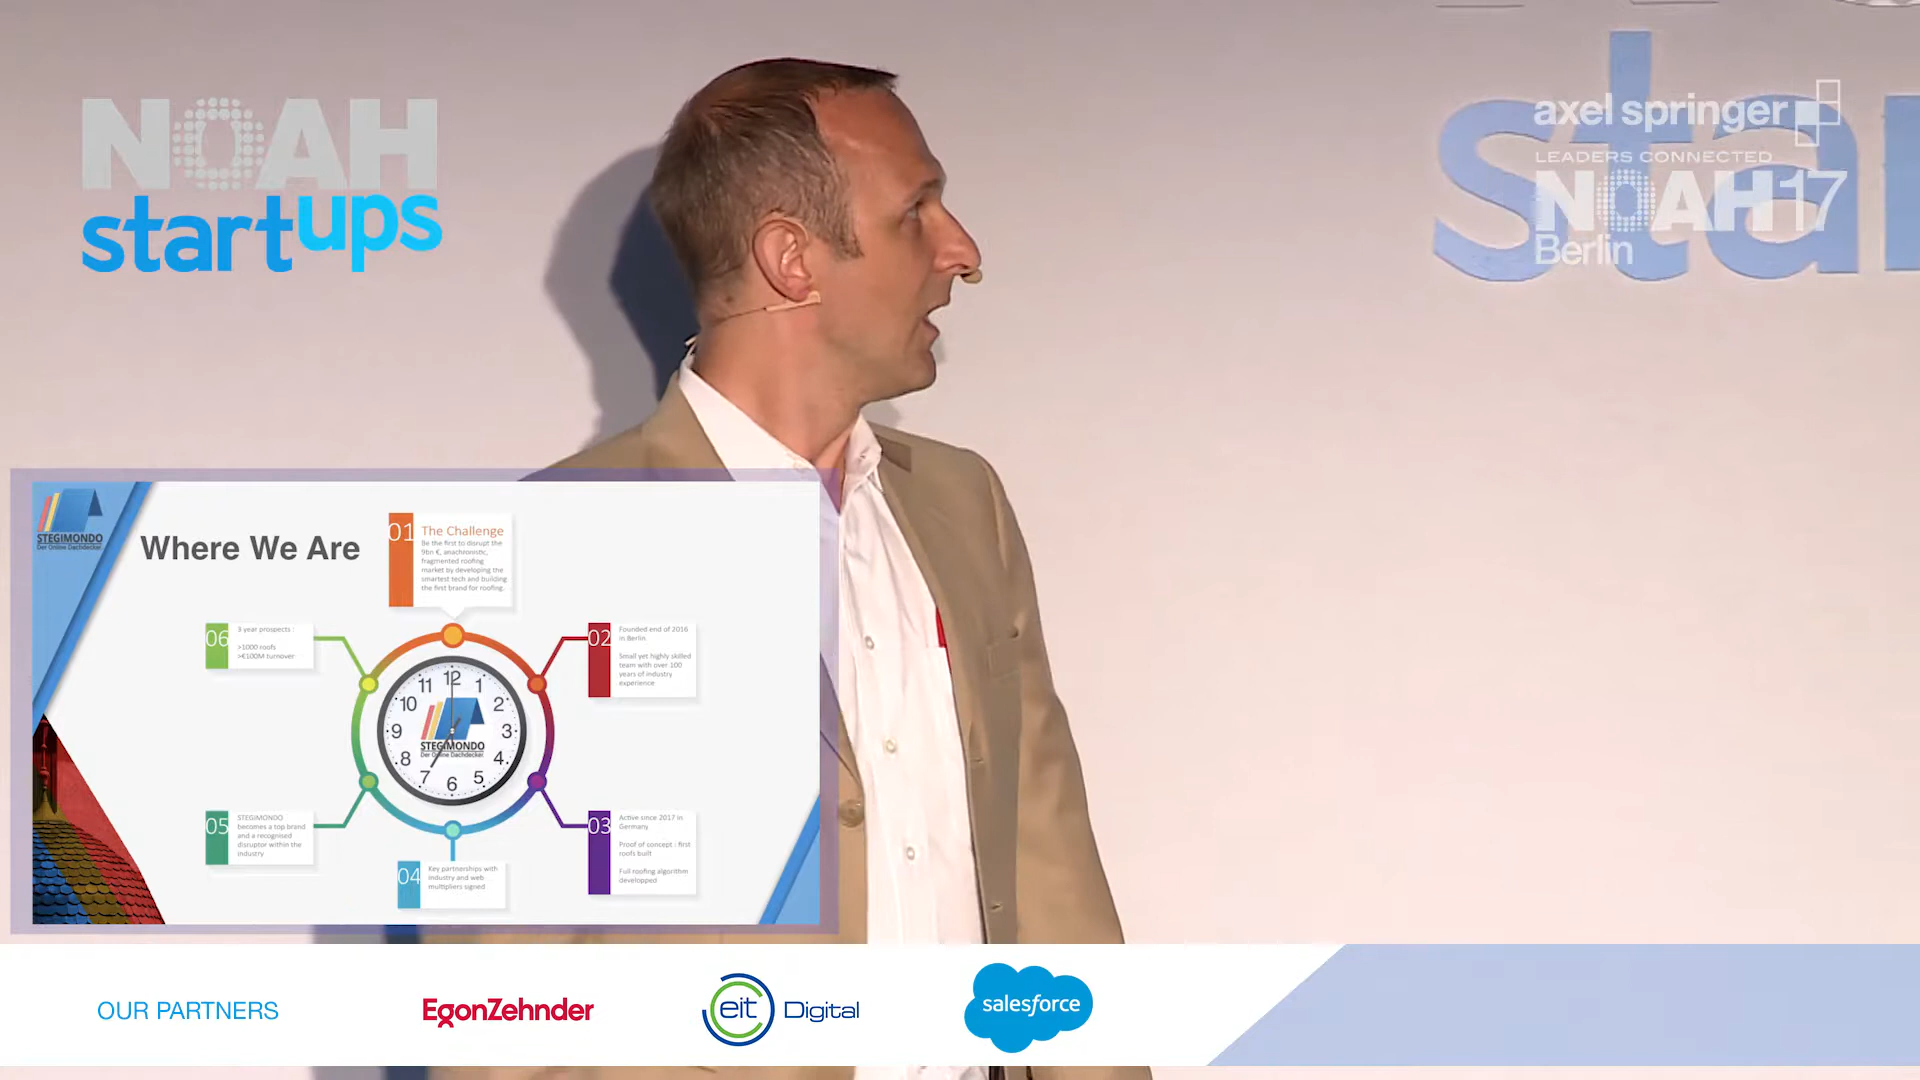 NOAH
startups
axel springer
LEADERS CONNECTED
NOAH17
Berlin
sta
STEGIMONDO
Der Online Dachdecker
Where We Are
01
The Challenge
Be the first to disrupt the
9bn €, anachronistic,
fragmented roofing
market by developing the
smartest tech and building
the first brand for roofing.
02
Founded end of 2016
in Berlin
Small yet highly skilled
team with over 100
years of industry
experience
03
Active since 2017 in
Germany
Proof of concept : first
roofs built
Full roofing algorithm
developped
04
Key partnerships with
industry and web
multipliers signed
05
STEGIMONDO
becomes a top brand
and a recognised
disruptor within the
industry
06
3 year prospects :
>1000 roofs
>€100M turnover
12
1
2
3
4
5
6
7
8
9
10
11
STEGIMONDO
Der Online Dachdecker
OUR PARTNERS
EgonZehnder
eit Digital
salesforce